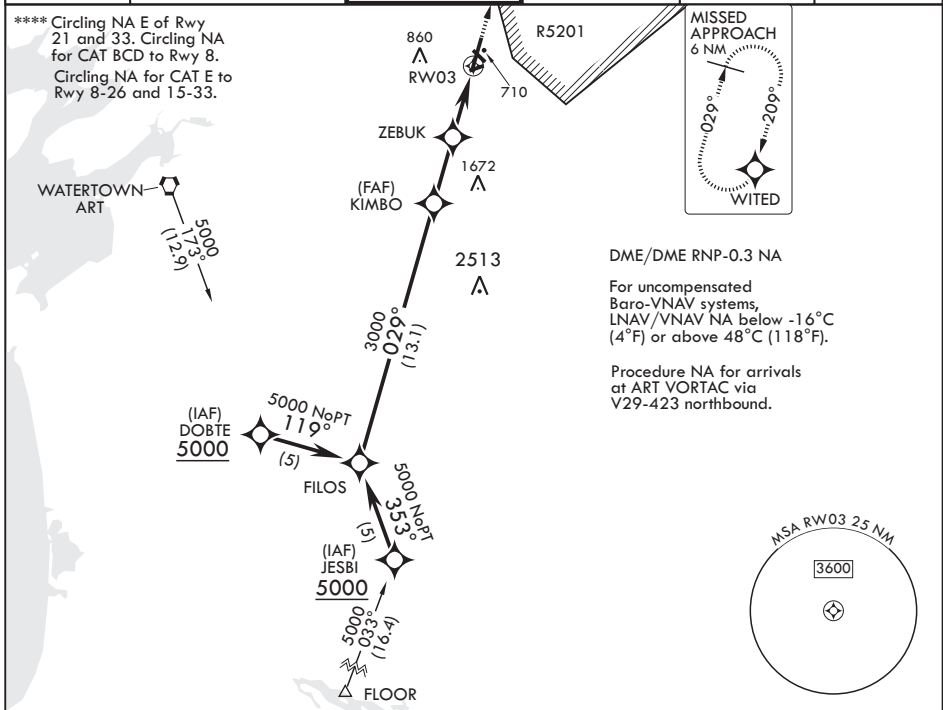 **** Circling NA E of Rwy
21 and 33. Circling NA
for CAT BCD to Rwy 8.
Circling NA for CAT E to
Rwy 8-26 and 15-33.
860
RW03
710
R5201
MISSED
APPROACH
6 NM
029°
209°
WITED
ZEBUK
1672
(FAF)
KIMBO
WATERTOWN
ART
5000
173°
(12.9)
2513
DME/DME RNP-0.3 NA
For uncompensated
Baro-VNAV systems,
LNAV/VNAV NA below -16°C
(4°F) or above 48°C (118°F).
Procedure NA for arrivals
at ART VORTAC via
V29-423 northbound.
3000
029°
(13.1)
(IAF)
DOBTE
5000
5000 NoPT
119°
(5)
FILOS
5000 NoPT
353°
(5)
(IAF)
JESBI
5000
5000
033°
(16.4)
FLOOR
MSA RW03 25 NM
3600